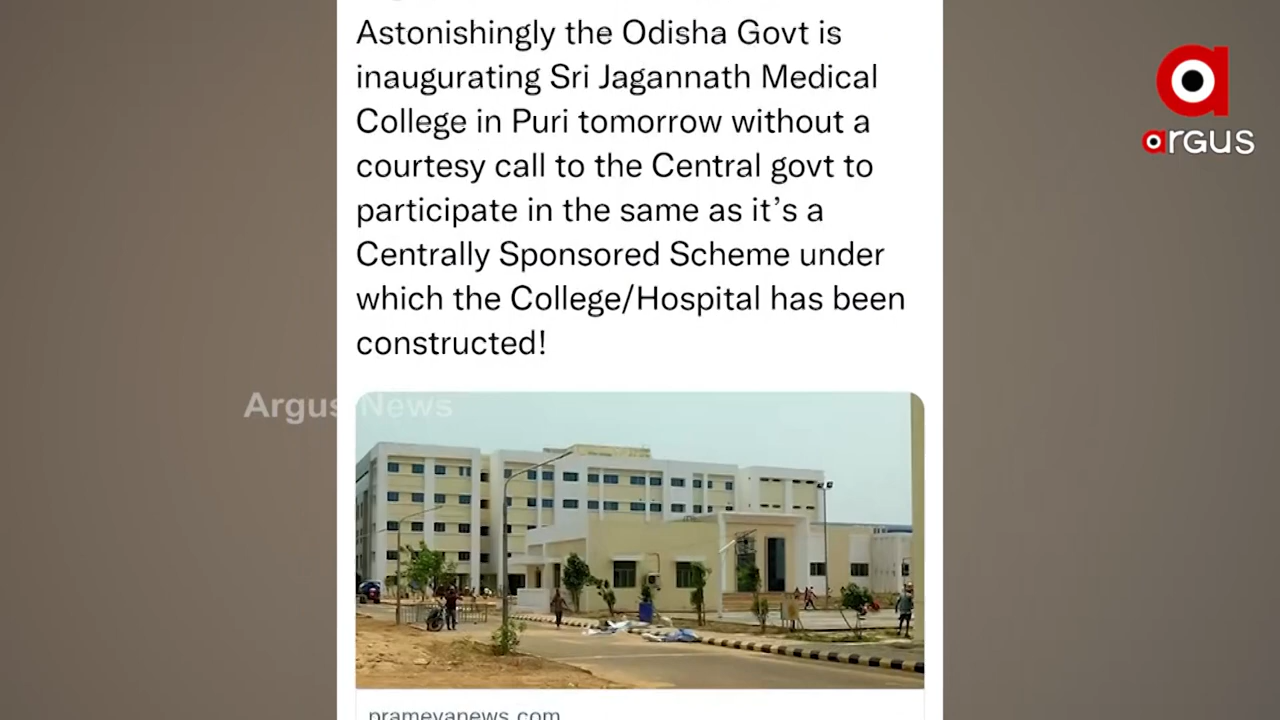 Astonishingly the Odisha Govt is
inaugurating Sri Jagannath Medical
College in Puri tomorrow without a
courtesy call to the Central govt to
participate in the same as it’s a
Centrally Sponsored Scheme under
which the College/Hospital has been
constructed!
argus
Argus News
prameyanews.com